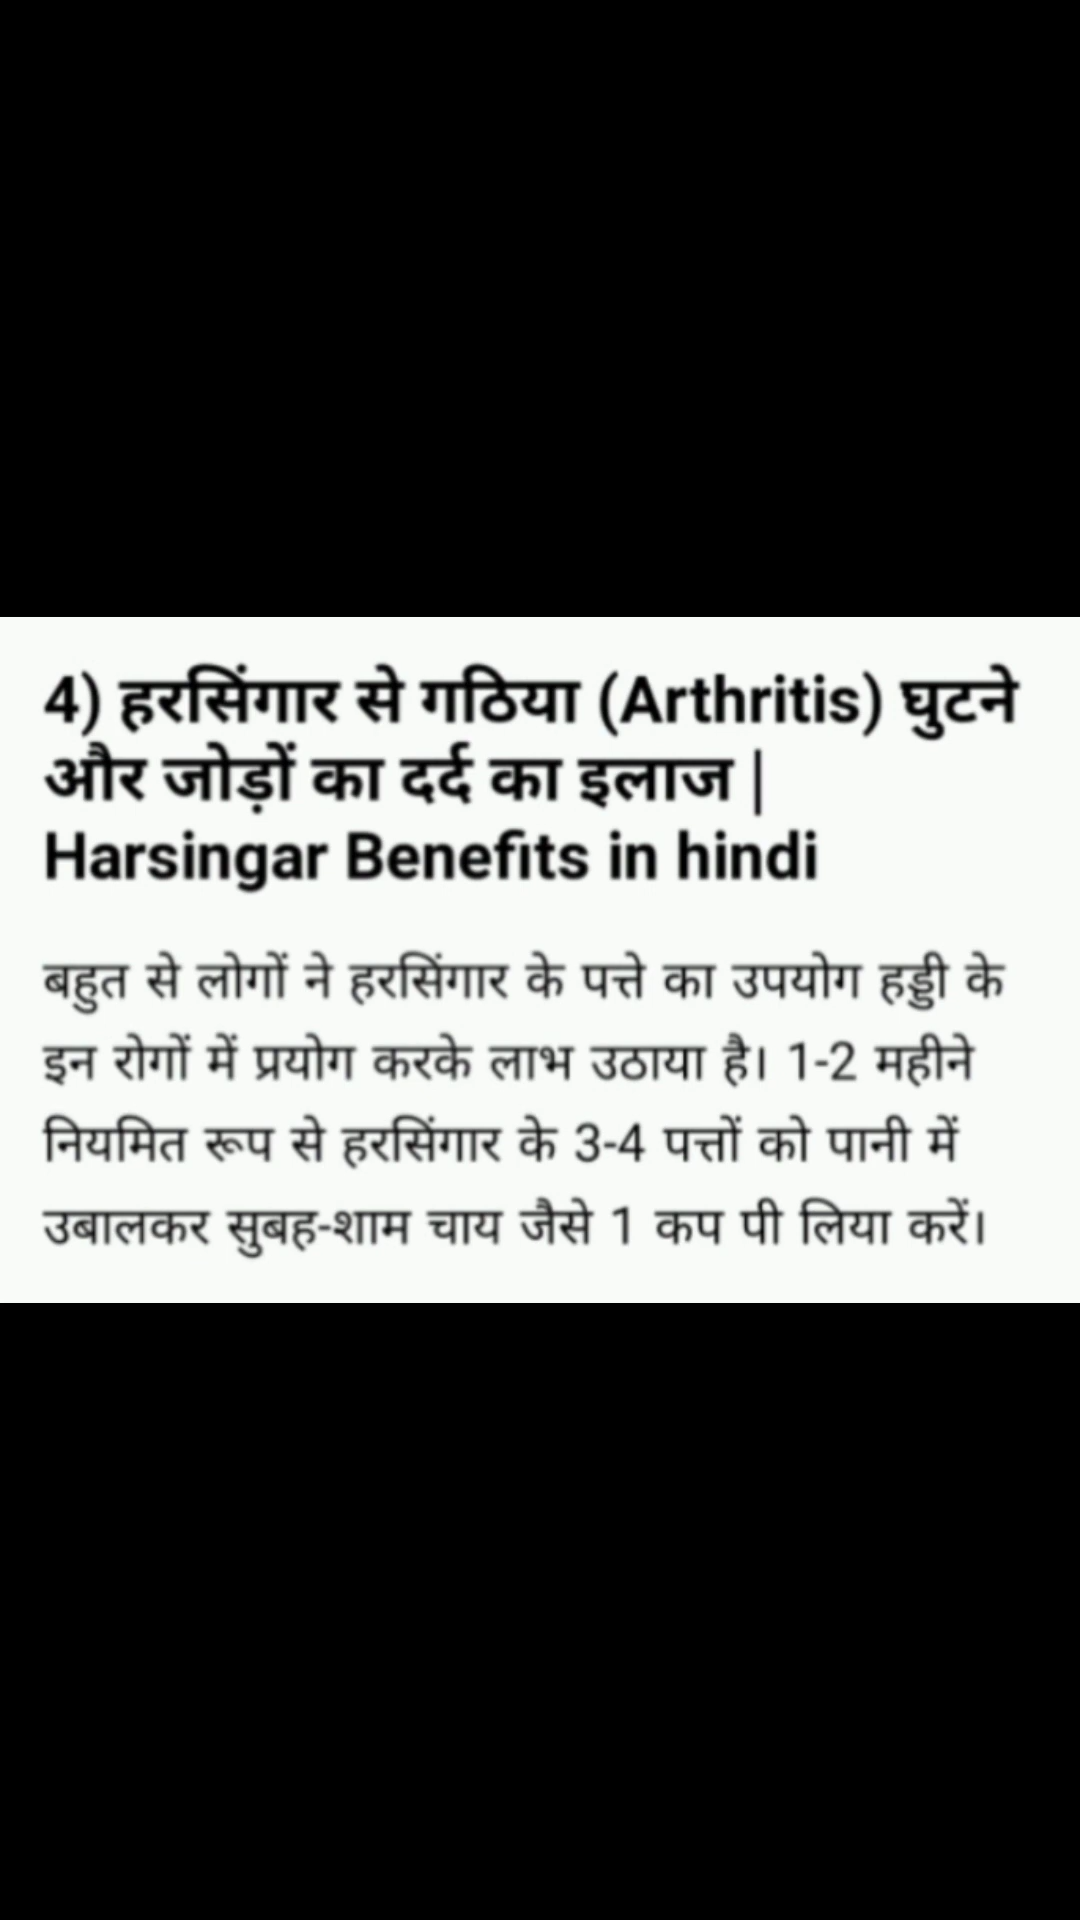 4) हरसिंगार से गठिया (Arthritis) घुटने
और जोड़ों का दर्द का इलाज |
Harsingar Benefits in hindi
बहुत से लोगों ने हरसिंगार के पत्ते का उपयोग हड्डी के
इन रोगों में प्रयोग करके लाभ उठाया है। 1-2 महीने
नियमित रूप से हरसिंगार के 3-4 पत्तों को पानी में
उबालकर सुबह-शाम चाय जैसे 1 कप पी लिया करें।